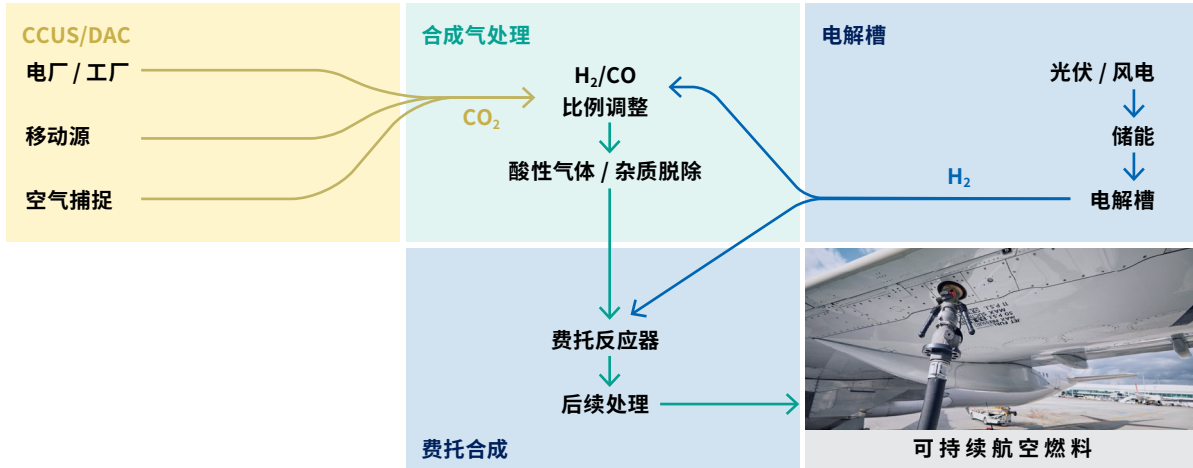 CCUS/DAC
电厂 / 工厂
移动源
空气捕捉
CO₂
合成气处理
H₂/CO
比例调整
酸性气体 / 杂质脱除
电解槽
光伏 / 风电
储能
电解槽
H₂
费托反应器
后续处理
费托合成
可持续航空燃料